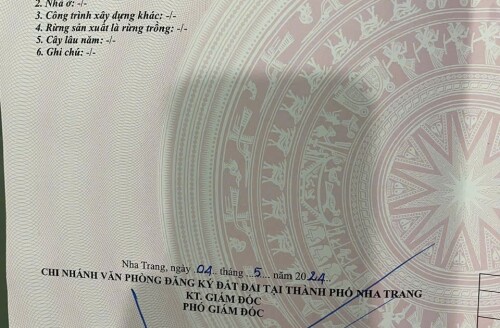 2. Nhà ở: -/-
3. Công trình xây dựng khác: -/-
4. Rừng sản xuất là rừng trồng: -/-
5. Cây lâu năm: -/-
6. Ghi chú: -/-
Nha Trang, ngày 04 tháng 5 năm 2024
CHI NHÁNH VĂN PHÒNG ĐĂNG KÝ ĐẤT ĐAI TẠI THÀNH PHỐ NHA TRANG
KT. GIÁM ĐỐC
PHÓ GIÁM ĐỐC